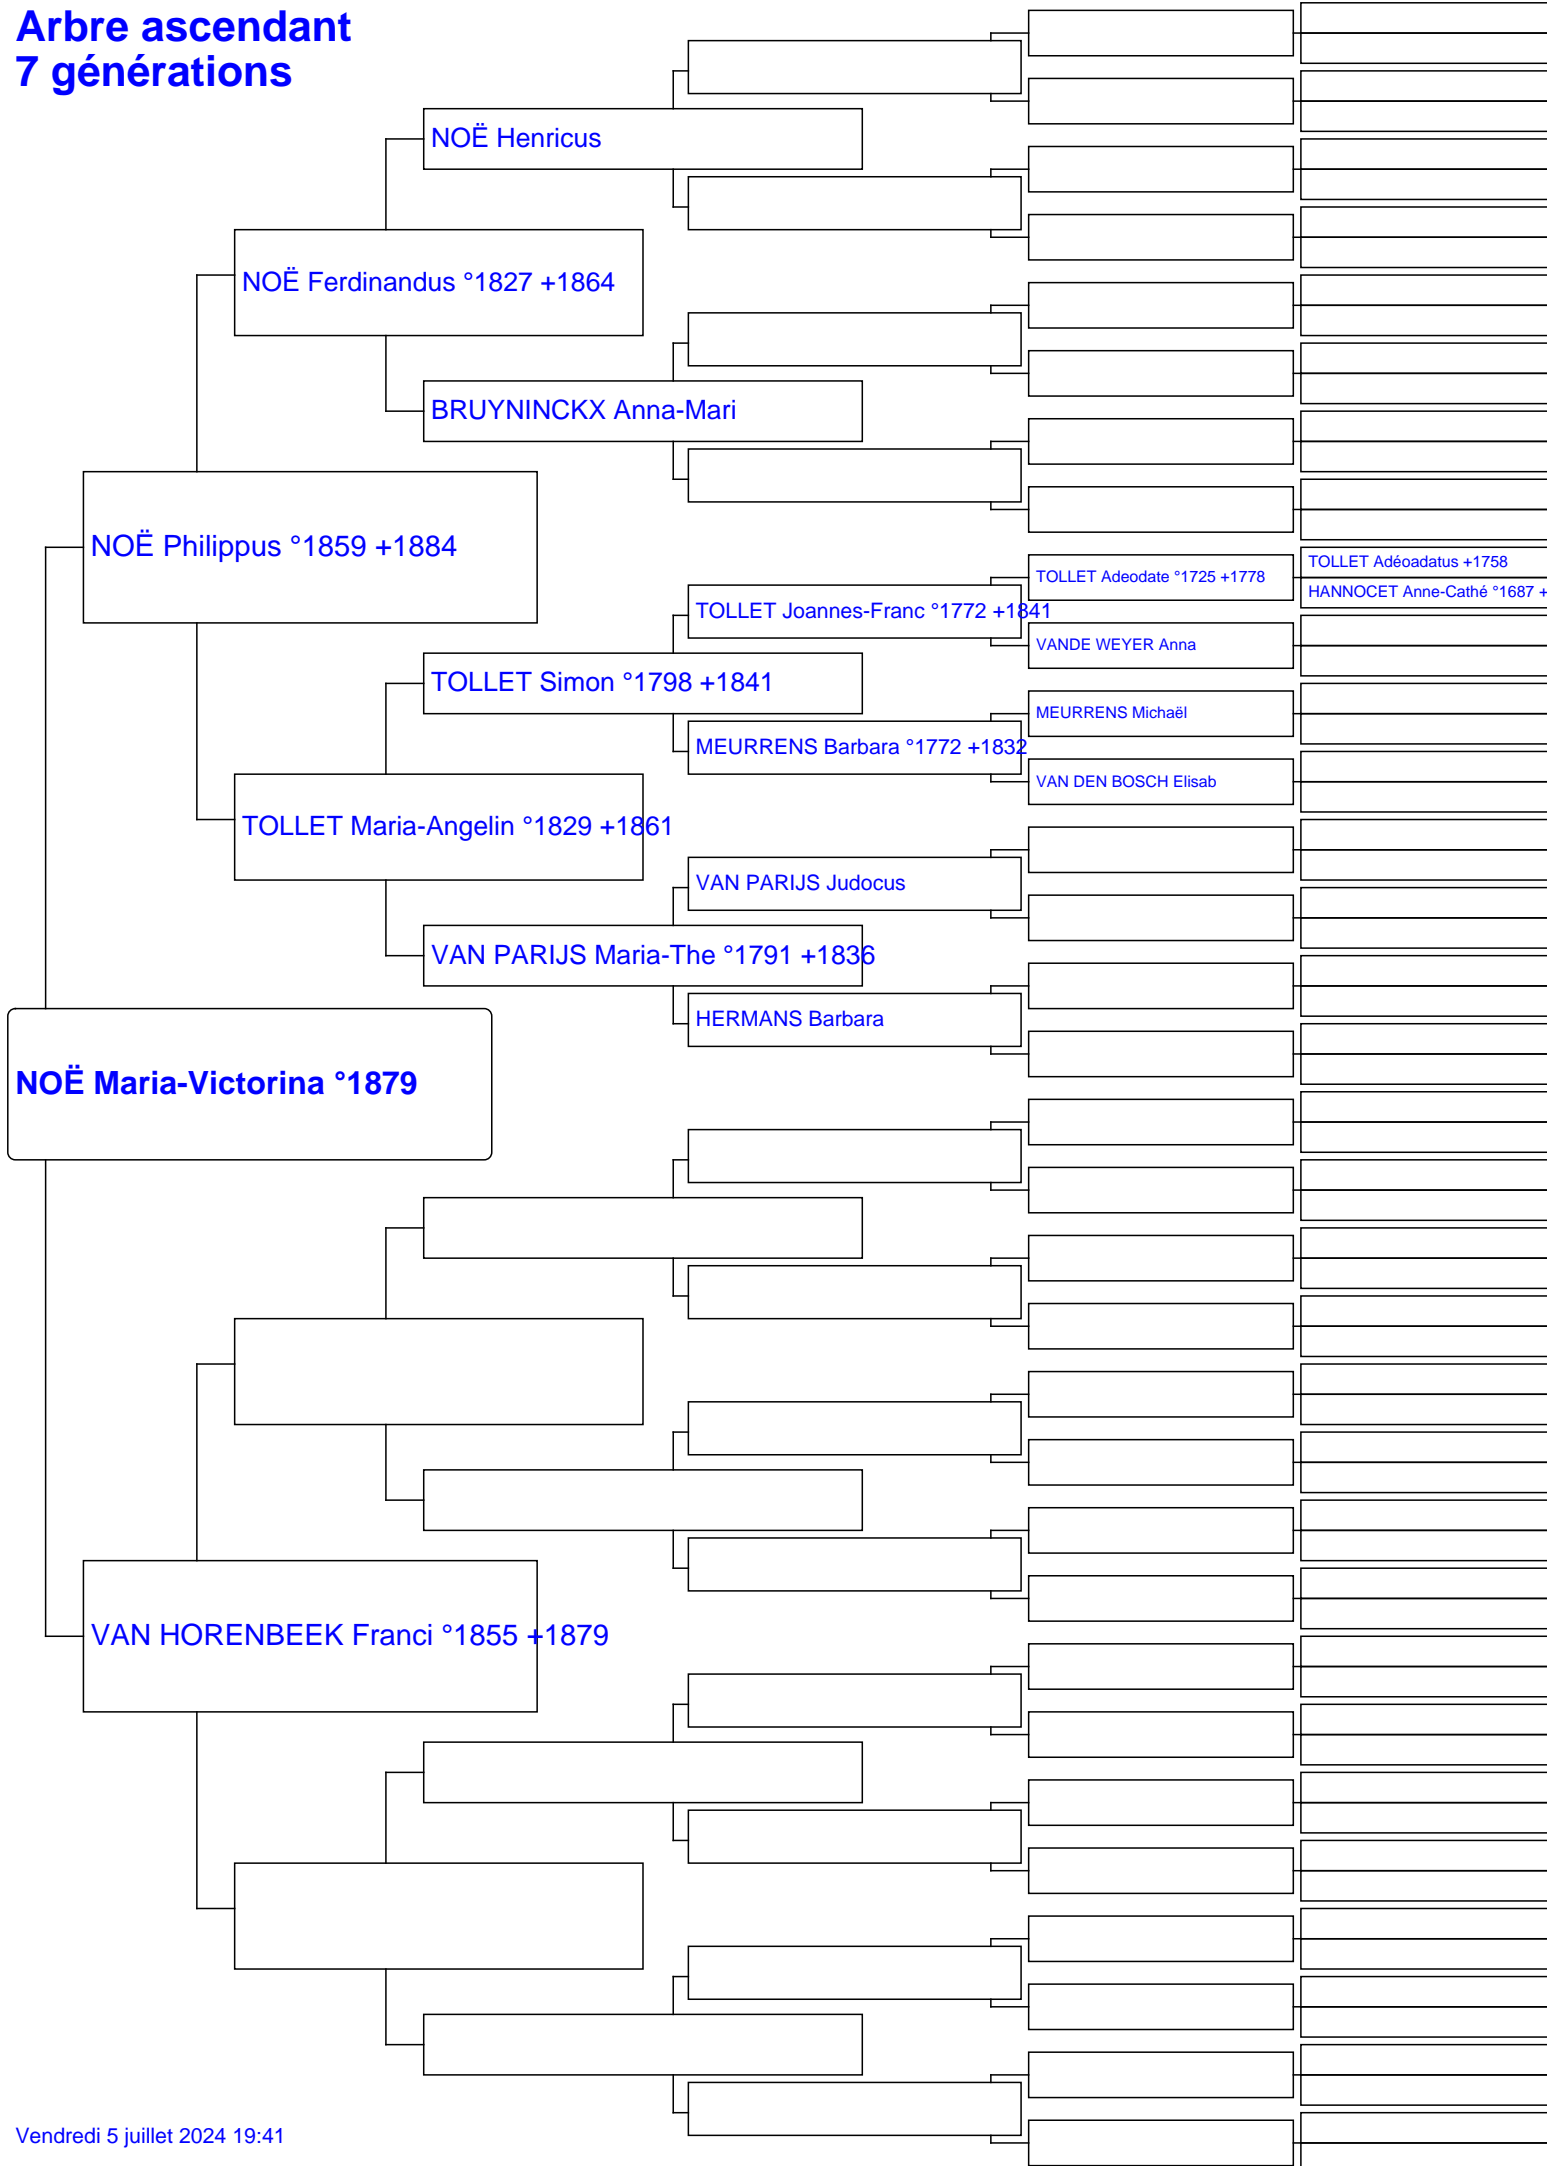 Arbre ascendant
7 générations
NOË Henricus
NOË Ferdinandus °1827 +1864
BRUYNINCKX Anna-Mari
NOË Philippus °1859 +1884
TOLLET Adéoadatus +1758
TOLLET Adeodate °1725 +1778
HANNOCET Anne-Cathé °1687 +
TOLLET Joannes-Franc °1772 +1841
VANDE WEYER Anna
TOLLET Simon °1798 +1841
MEURRENS Michaël
MEURRENS Barbara °1772 +1832
VAN DEN BOSCH Elisab
TOLLET Maria-Angelin °1829 +1861
VAN PARIJS Judocus
VAN PARIJS Maria-The °1791 +1836
HERMANS Barbara
NOË Maria-Victorina °1879
VAN HORENBEEK Franci °1855 +1879
Vendredi 5 juillet 2024 19:41